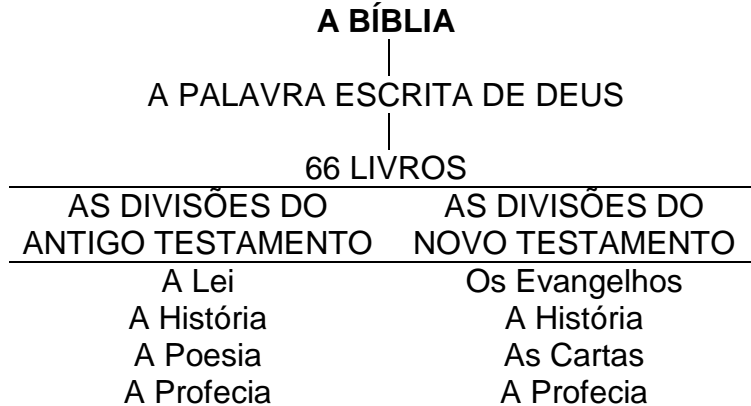 A BÍBLIA
A PALAVRA ESCRITA DE DEUS
66 LIVROS
AS DIVISÕES DO ANTIGO TESTAMENTO
AS DIVISÕES DO NOVO TESTAMENTO
A Lei Os Evangelhos
A História A História
A Poesia As Cartas
A Profecia A Profecia